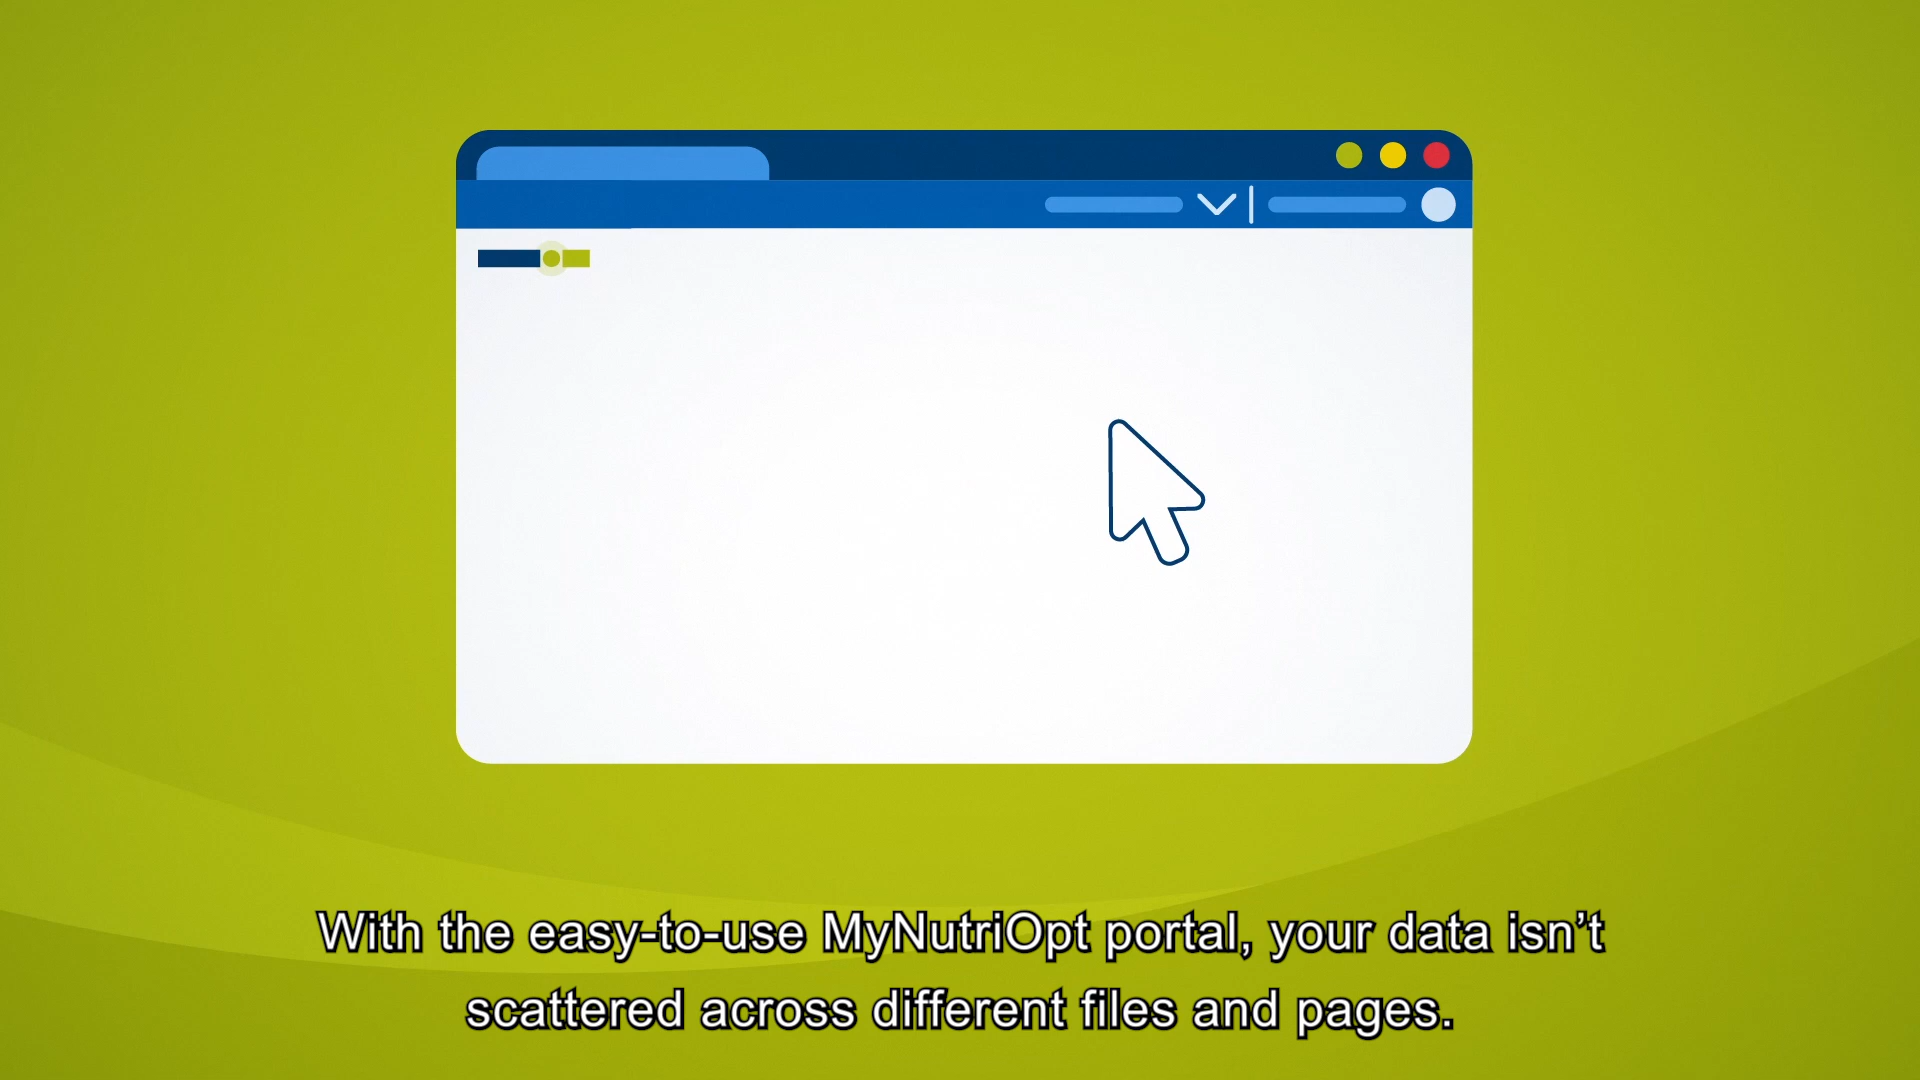 With the easy-to-use MyNutriOpt portal, your data isn’t
scattered across different files and pages.